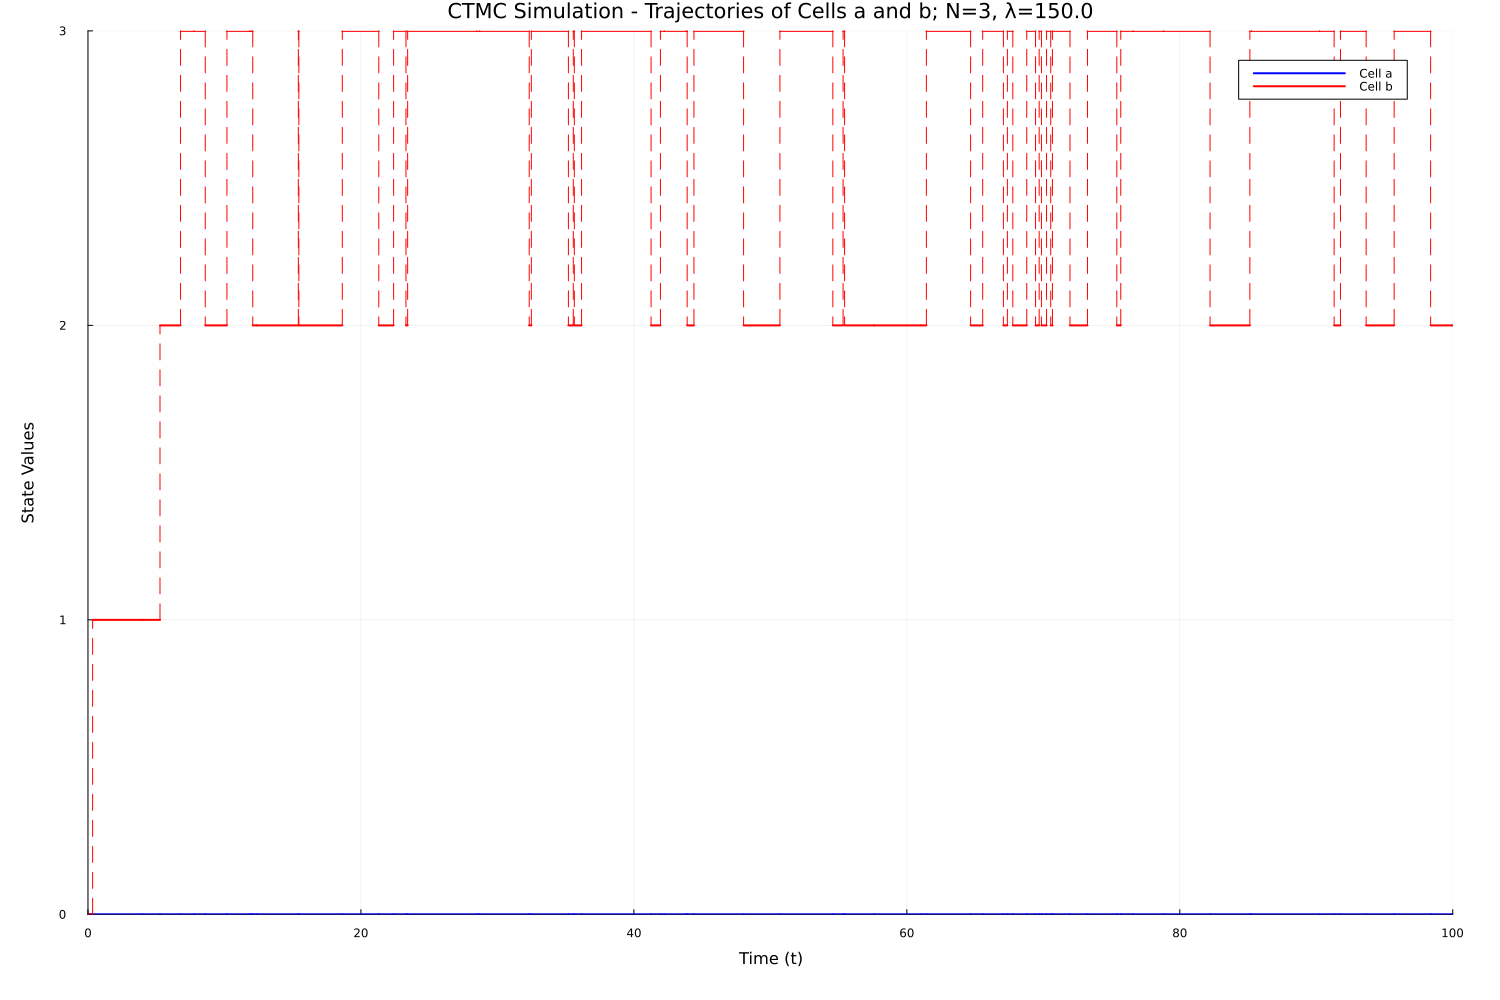 CTMC Simulation - Trajectories of Cells a and b; N=3, λ=150.0
3
Cell a
Cell b
2
State Values
1
0
0 20 40 60 80 100
Time (t)